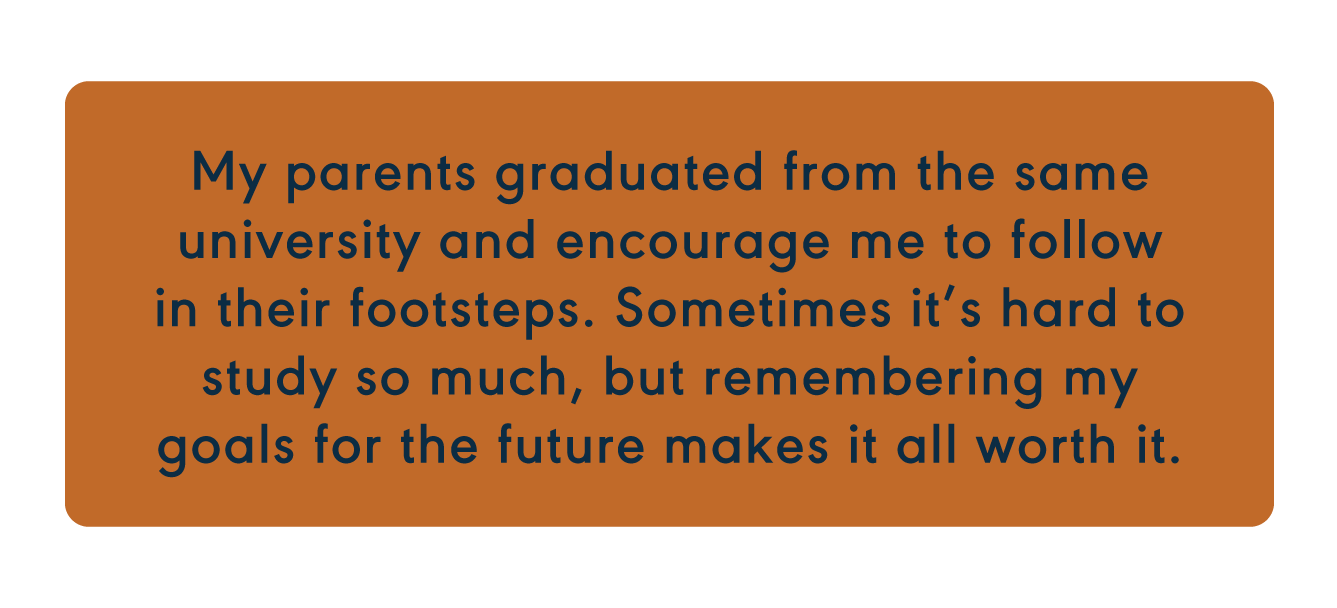 My parents graduated from the same
university and encourage me to follow
in their footsteps. Sometimes it’s hard to
study so much, but remembering my
goals for the future makes it all worth it.